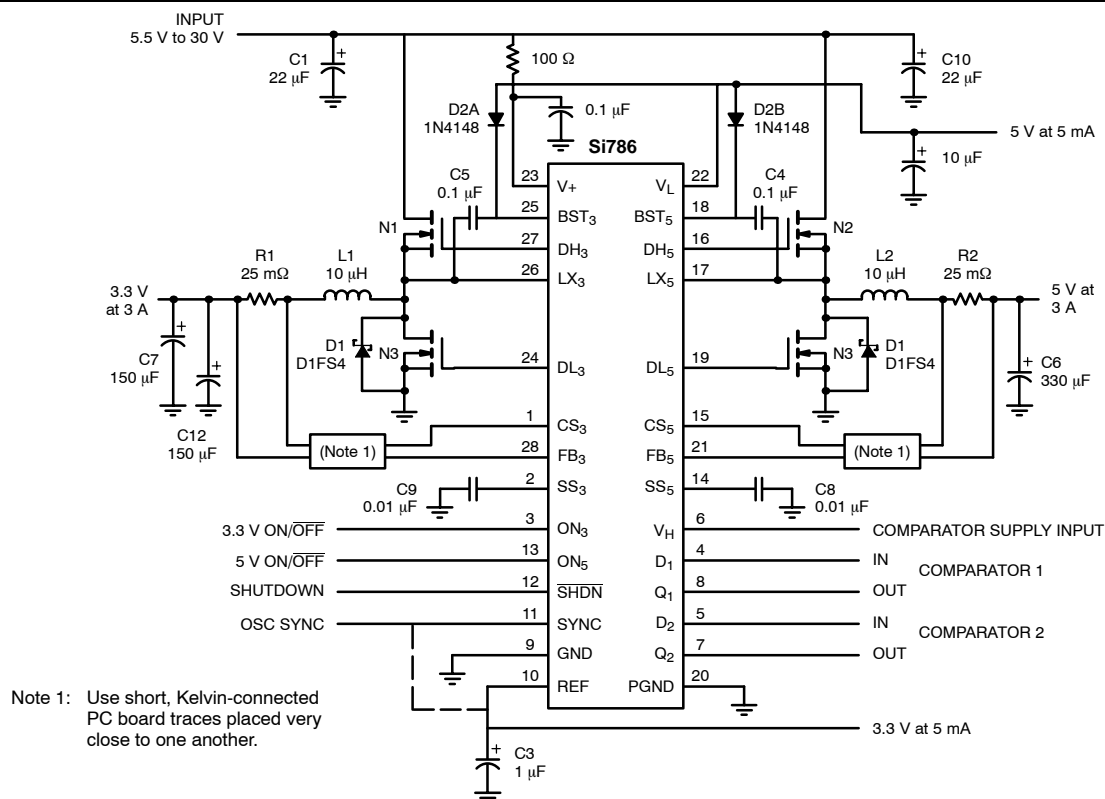 INPUT
5.5 V to 30 V
C1
22 µF
+
100 Ω
+
C10
22 µF
D2A
1N4148
+
0.1 µF
D2B
1N4148
5 V at 5 mA
+
10 µF
Si786
C5
0.1 µF
C4
0.1 µF
23
V+
VL
22
25
BST3
BST5
18
N1
N2
27
DH3
DH5
16
26
LX3
LX5
17
R1
25 mΩ
L1
10 µH
L2
10 µH
R2
25 mΩ
3.3 V
at 3 A
5 V at
3 A
+
C7
150 µF
+
C12
150 µF
D1
D1FS4
N3
24
DL3
DL5
19
N3
D1
D1FS4
+
C6
330 µF
1
CS3
CS5
15
(Note 1)
28
FB3
FB5
21
(Note 1)
C9
0.01 µF
2
SS3
SS5
14
C8
0.01 µF
3.3 V ON/OFF
3
ON3
VH
6
COMPARATOR SUPPLY INPUT
5 V ON/OFF
13
ON5
D1
4
IN
COMPARATOR 1
SHUTDOWN
12
SHDN
Q1
8
OUT
OSC SYNC
11
SYNC
D2
5
IN
COMPARATOR 2
9
GND
Q2
7
OUT
10
REF
PGND
20
Note 1: Use short, Kelvin-connected
PC board traces placed very
close to one another.
3.3 V at 5 mA
+
C3
1 µF